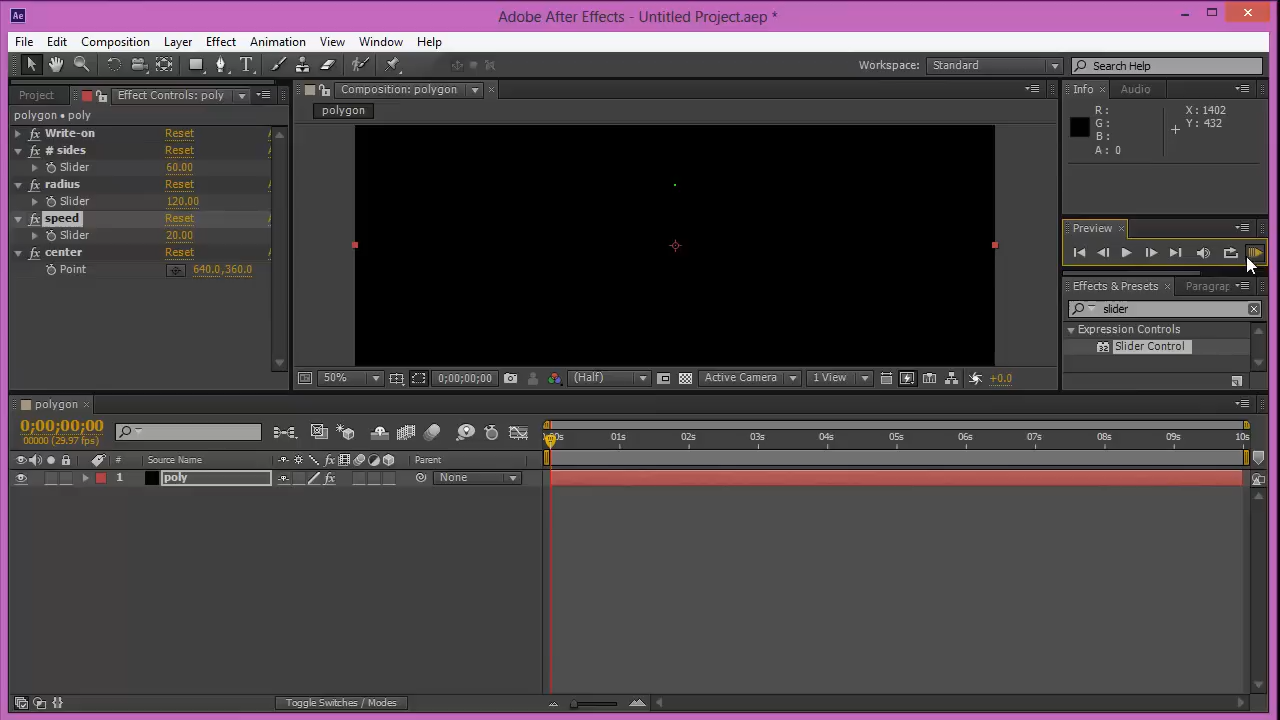 Ae Adobe After Effects - Untitled Project.aep *
File Edit Composition Layer Effect Animation View Window Help
Workspace: Standard Search Help
Project Effect Controls: poly
polygon • poly
fx Write-on Reset
fx # sides Reset
Slider 60.00
fx radius Reset
Slider 120.00
fx speed Reset
Slider 20.00
fx center Reset
Point 640.0,360.0
Composition: polygon
polygon
50% 0;00;00;00 (Half) Active Camera 1 View +0.0
Info Audio
R: X: 1402
G: Y: 432
B:
A: 0
Preview
Effects & Presets Paragrap
slider
Expression Controls
32 Slider Control
polygon
0;00;00;00
00000 (29.97 fps)
00s 01s 02s 03s 04s 05s 06s 07s 08s 09s 10s
# Source Name fx Parent
1 poly fx None
Toggle Switches / Modes